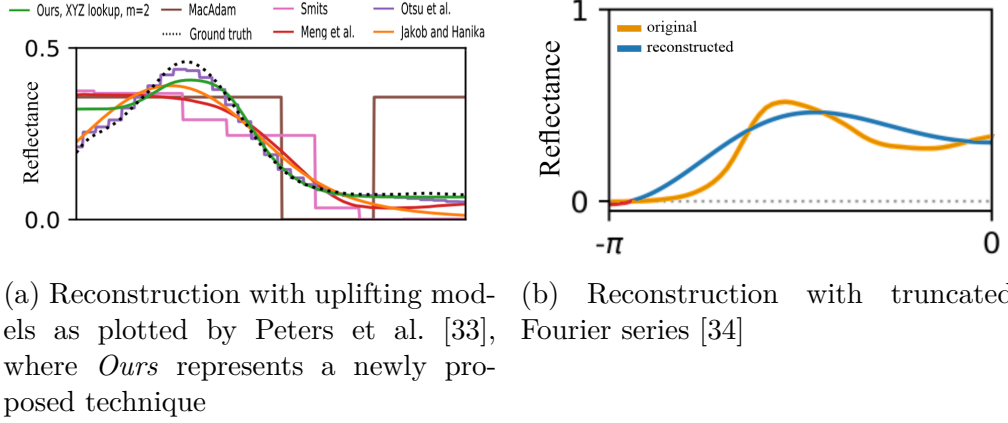 Ours, XYZ lookup, m=2 MacAdam Smits Otsu et al.
Ground truth Meng et al. Jakob and Hanika
0.5
Reflectance
0.0
(a) Reconstruction with uplifting mod-
els as plotted by Peters et al. [33],
where Ours represents a newly pro-
posed technique
1
original
reconstructed
Reflectance
0
-π 0
(b) Reconstruction with truncated
Fourier series [34]